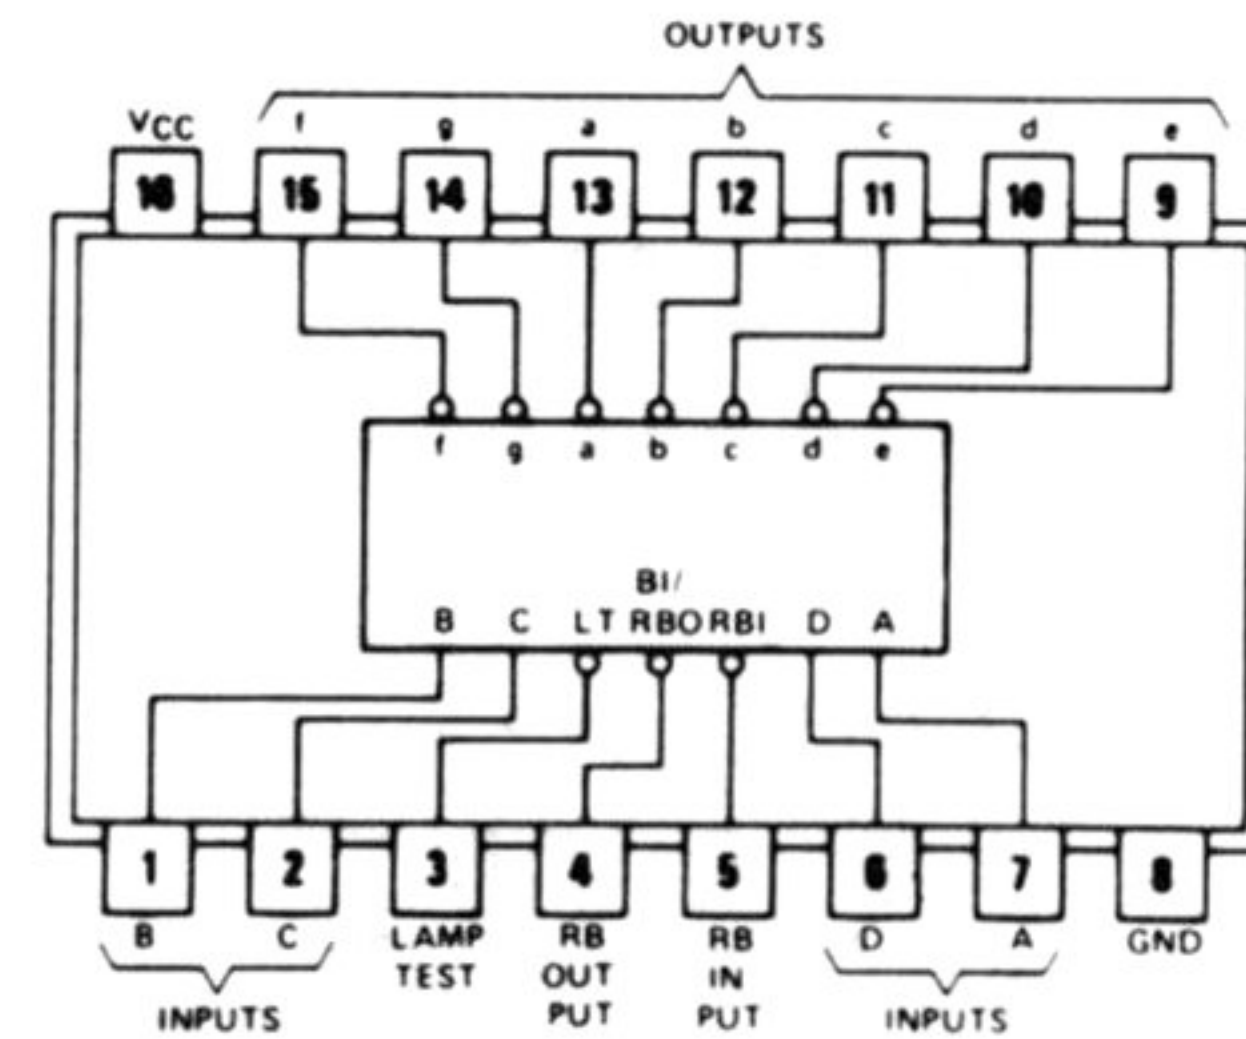 OUTPUTS
VCC f g a b c d e
16 15 14 13 12 11 10 9
f g a b c d e
BI/
B C LT RBO RBI D A
1 2 3 4 5 6 7 8
B C LAMP TEST RB OUT PUT RB IN PUT D A GND
INPUTS INPUTS